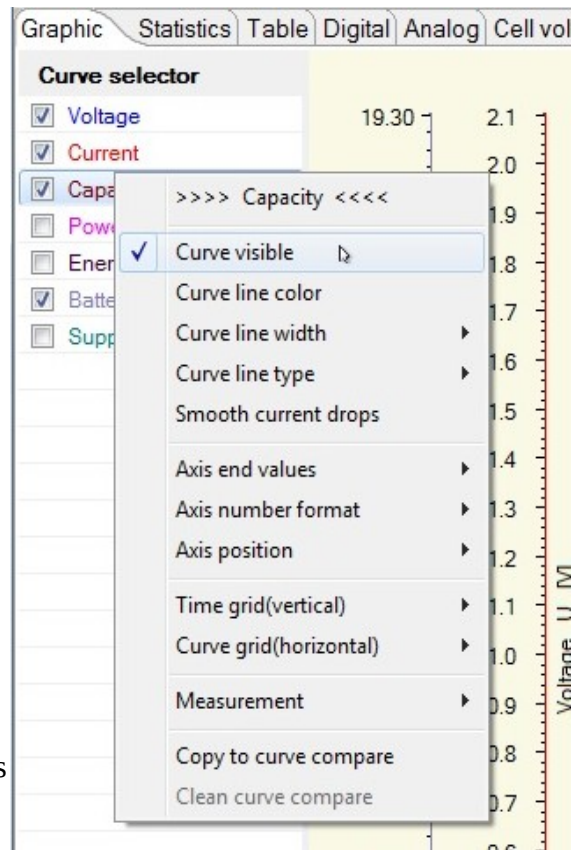 Graphic Statistics Table Digital Analog Cell vol
Curve selector
Voltage
Current
Capa
Powe
Ener
Batte
Supp
>>>> Capacity <<<<
Curve visible
Curve line color
Curve line width
Curve line type
Smooth current drops
Axis end values
Axis number format
Axis position
Time grid(vertical)
Curve grid(horizontal)
Measurement
Copy to curve compare
Clean curve compare
19.30
2.1
2.0
1.9
1.8
1.7
1.6
1.5
1.4
1.3
1.2
1.1
1.0
0.9
0.8
0.7
0.6
Voltage U
s